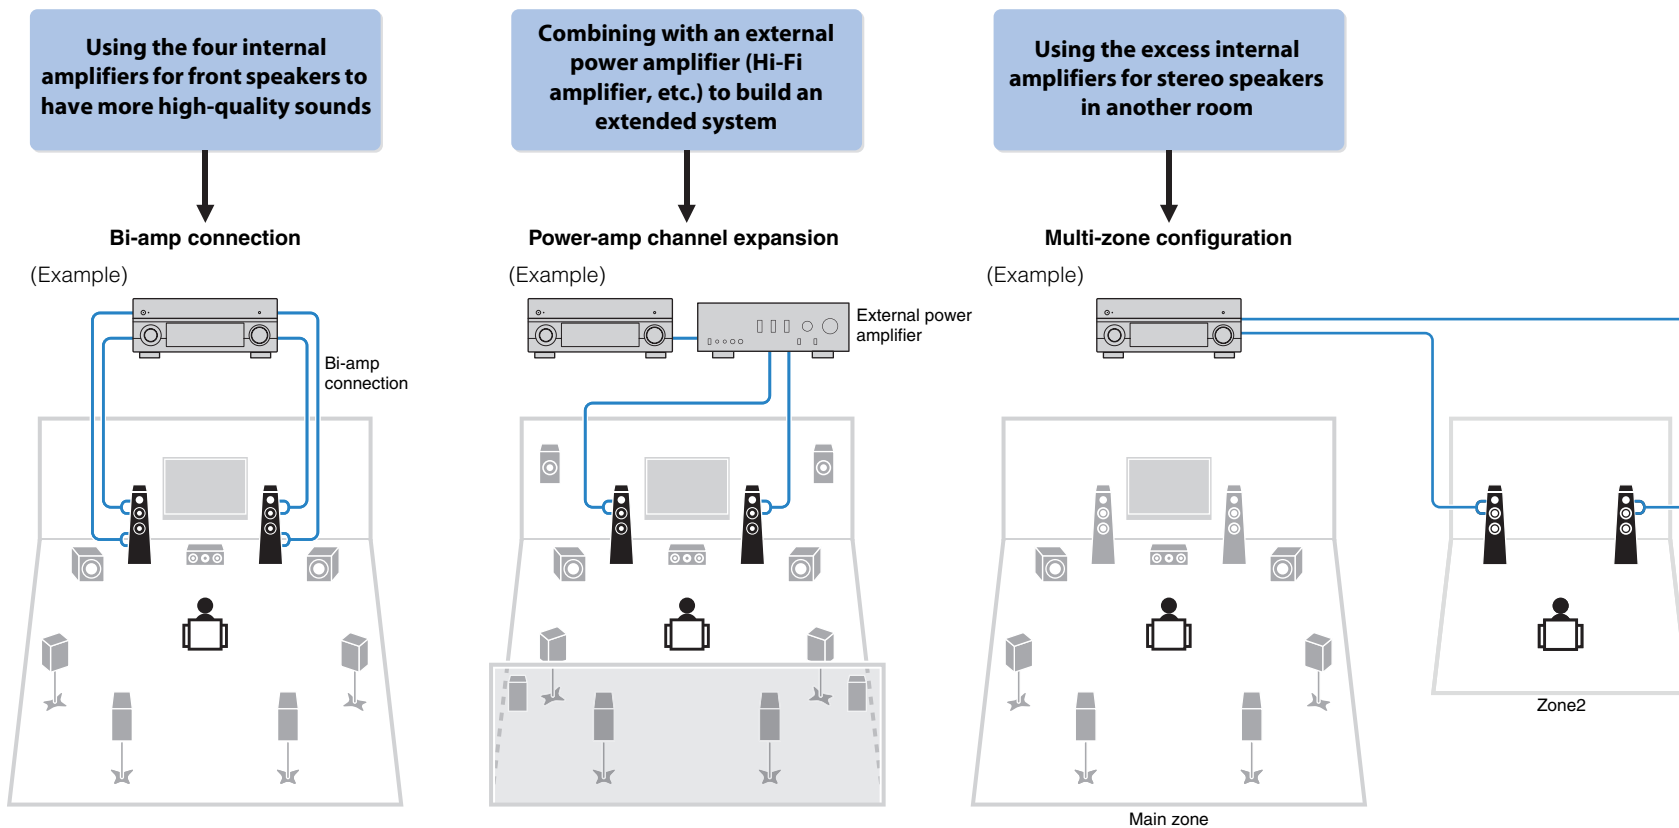 Using the four internal
amplifiers for front speakers to
have more high-quality sounds
Bi-amp connection
(Example)
Bi-amp
connection
Combining with an external
power amplifier (Hi-Fi
amplifier, etc.) to build an
extended system
Power-amp channel expansion
(Example)
External power
amplifier
Using the excess internal
amplifiers for stereo speakers
in another room
Multi-zone configuration
(Example)
Zone2
Main zone